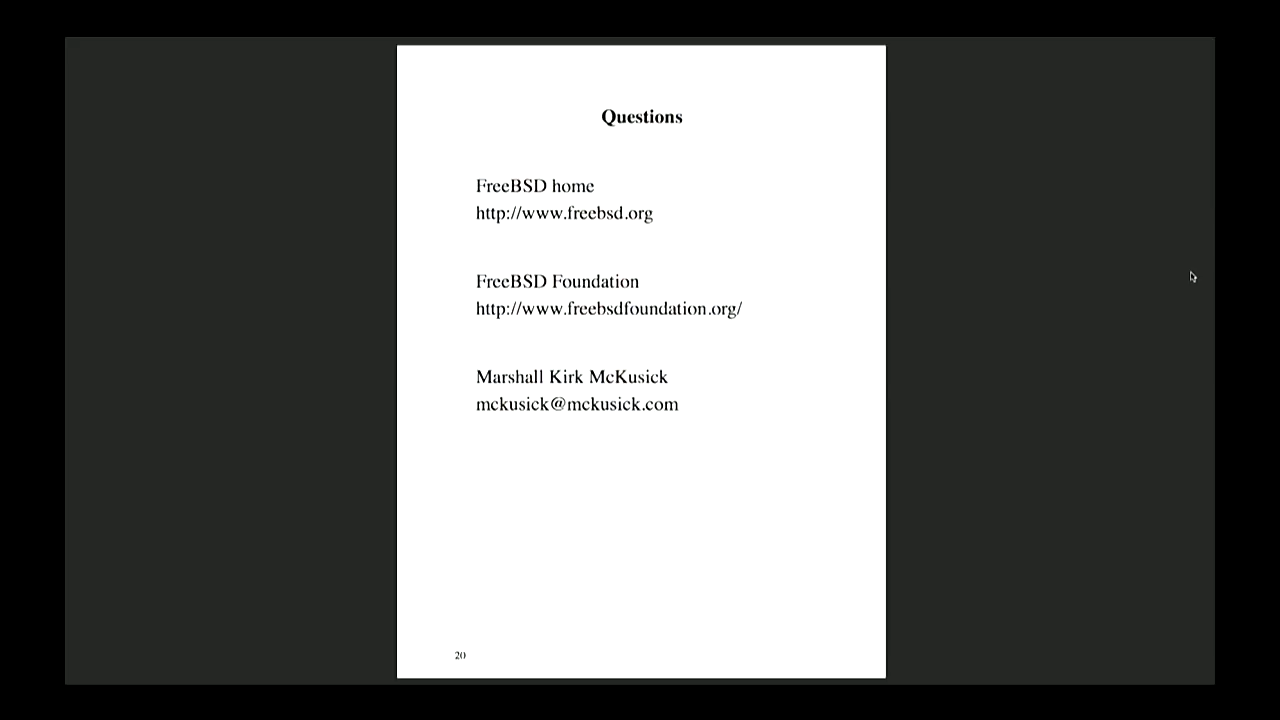 Questions
FreeBSD home
http://www.freebsd.org
FreeBSD Foundation
http://www.freebsdfoundation.org/
Marshall Kirk McKusick
mckusick@mckusick.com
20